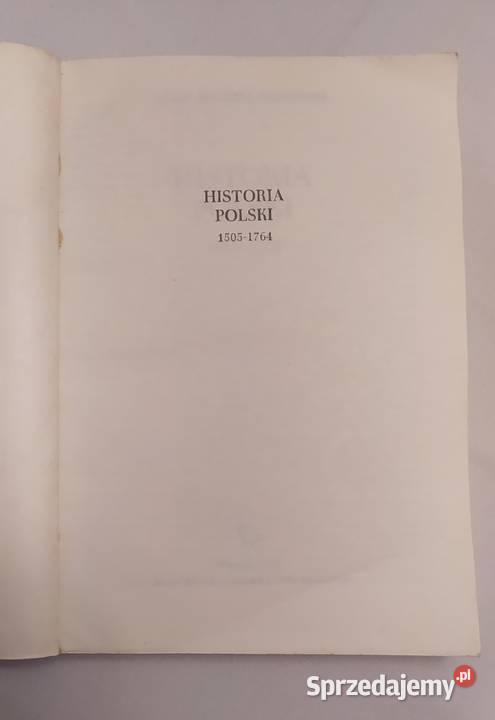 HISTORIA
POLSKI
1505-1764
Sprzedajemy.pl